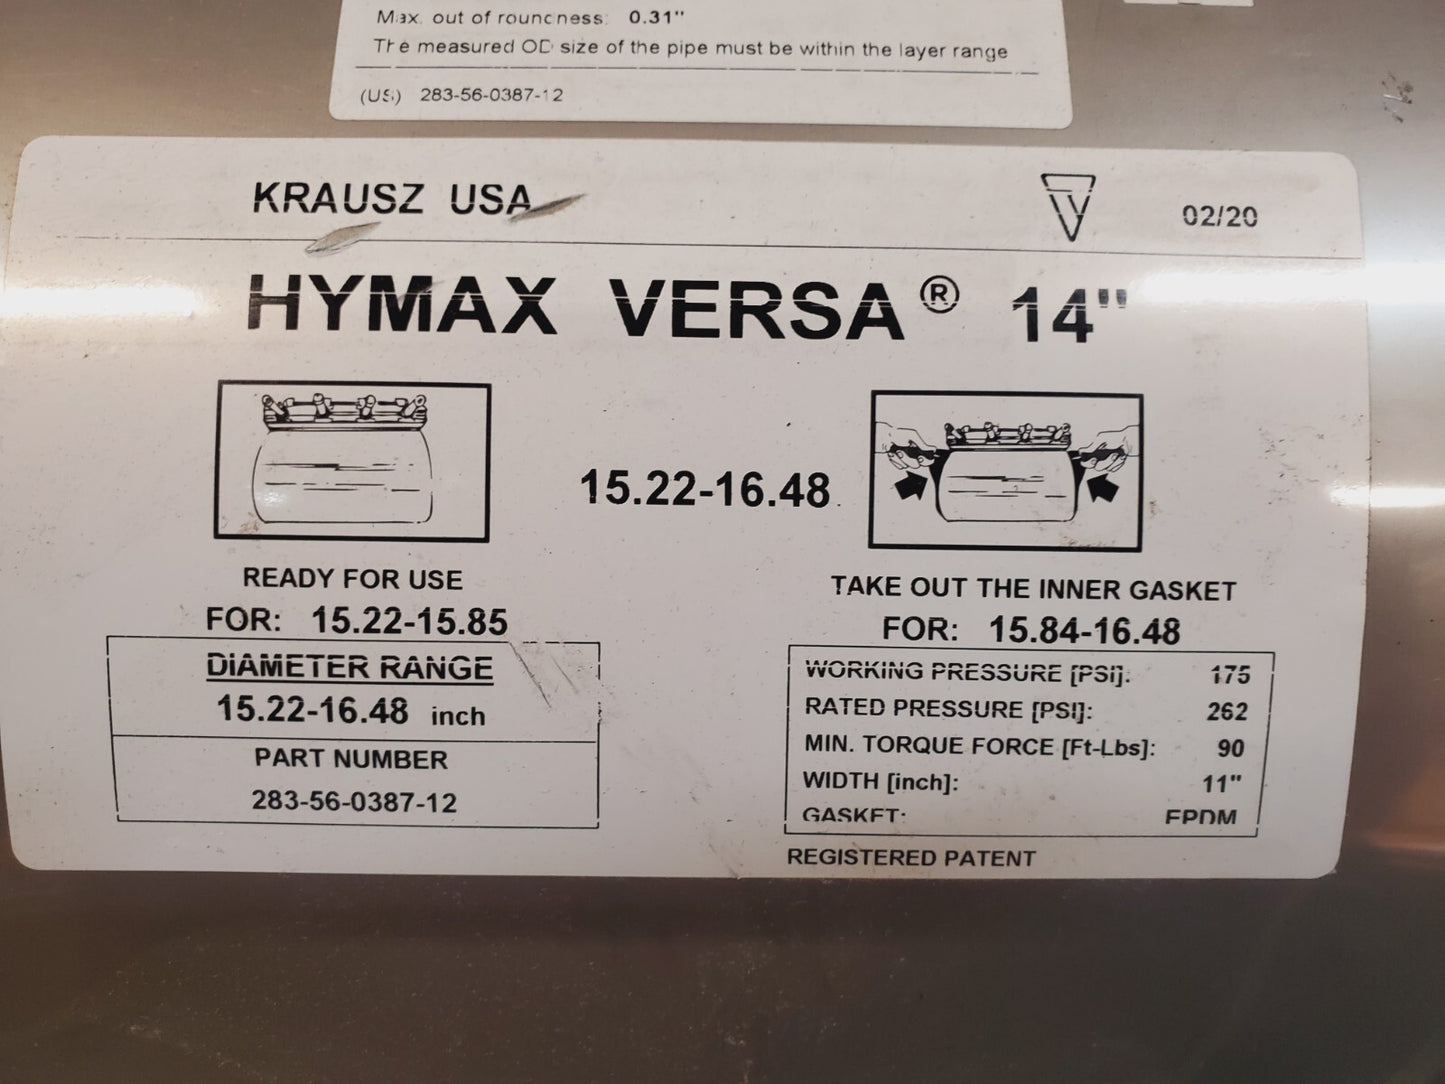 Max. out of roundness: 0.31"
The measured OD size of the pipe must be within the layer range
(US) 283-56-0387-12
KRAUSZ USA
02/20
HYMAX VERSA® 14"
15.22-16.48
READY FOR USE
FOR: 15.22-15.85
TAKE OUT THE INNER GASKET
FOR: 15.84-16.48
DIAMETER RANGE
15.22-16.48 inch
PART NUMBER
283-56-0387-12
WORKING PRESSURE [PSI]: 175
RATED PRESSURE [PSI]: 262
MIN. TORQUE FORCE [Ft-Lbs]: 90
WIDTH [inch]: 11"
GASKET: EPDM
REGISTERED PATENT